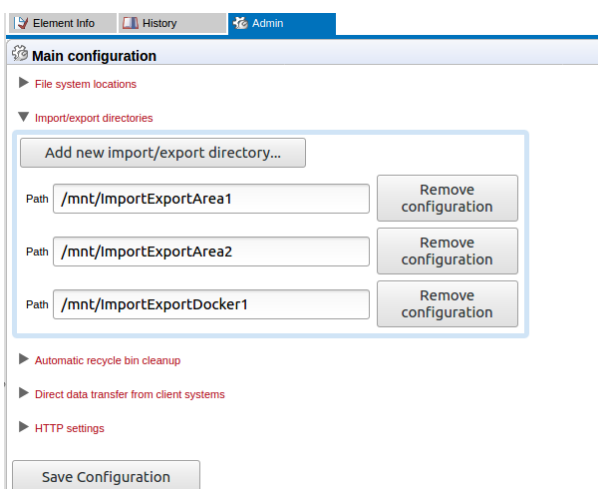 Element Info History Admin
Main configuration
File system locations
Import/export directories
Add new import/export directory...
Path /mnt/ImportExportArea1 Remove
configuration
Path /mnt/ImportExportArea2 Remove
configuration
Path /mnt/ImportExportDocker1 Remove
configuration
Automatic recycle bin cleanup
Direct data transfer from client systems
HTTP settings
Save Configuration